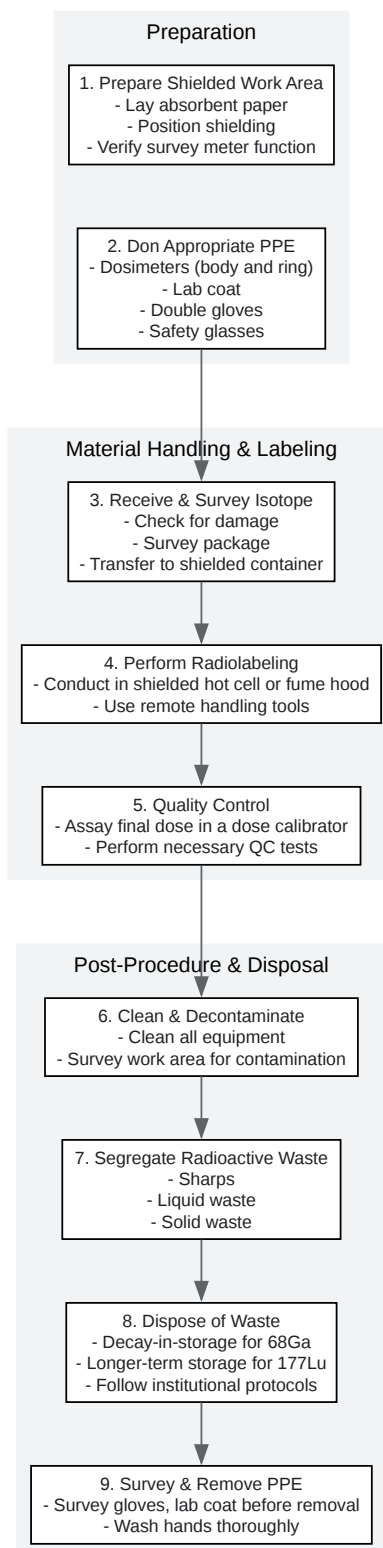 Preparation
1. Prepare Shielded Work Area
- Lay absorbent paper
- Position shielding
- Verify survey meter function
2. Don Appropriate PPE
- Dosimeters (body and ring)
- Lab coat
- Double gloves
- Safety glasses
Material Handling & Labeling
3. Receive & Survey Isotope
- Check for damage
- Survey package
- Transfer to shielded container
4. Perform Radiolabeling
- Conduct in shielded hot cell or fume hood
- Use remote handling tools
5. Quality Control
- Assay final dose in a dose calibrator
- Perform necessary QC tests
Post-Procedure & Disposal
6. Clean & Decontaminate
- Clean all equipment
- Survey work area for contamination
7. Segregate Radioactive Waste
- Sharps
- Liquid waste
- Solid waste
8. Dispose of Waste
- Decay-in-storage for 68Ga
- Longer-term storage for 177Lu
- Follow institutional protocols
9. Survey & Remove PPE
- Survey gloves, lab coat before removal
- Wash hands thoroughly